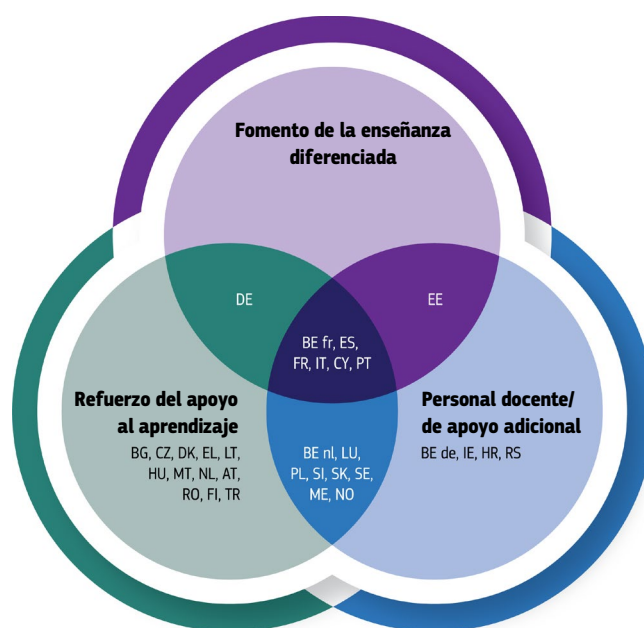 Fomento de la enseñanza
diferenciada
DE
EE
BE fr, ES,
FR, IT, CY, PT
Refuerzo del apoyo
al aprendizaje
BG, CZ, DK, EL, LT,
HU, MT, NL, AT,
RO, FI, TR
BE nl, LU,
PL, SI, SK, SE,
ME, NO
Personal docente/
de apoyo adicional
BE de, IE, HR, RS